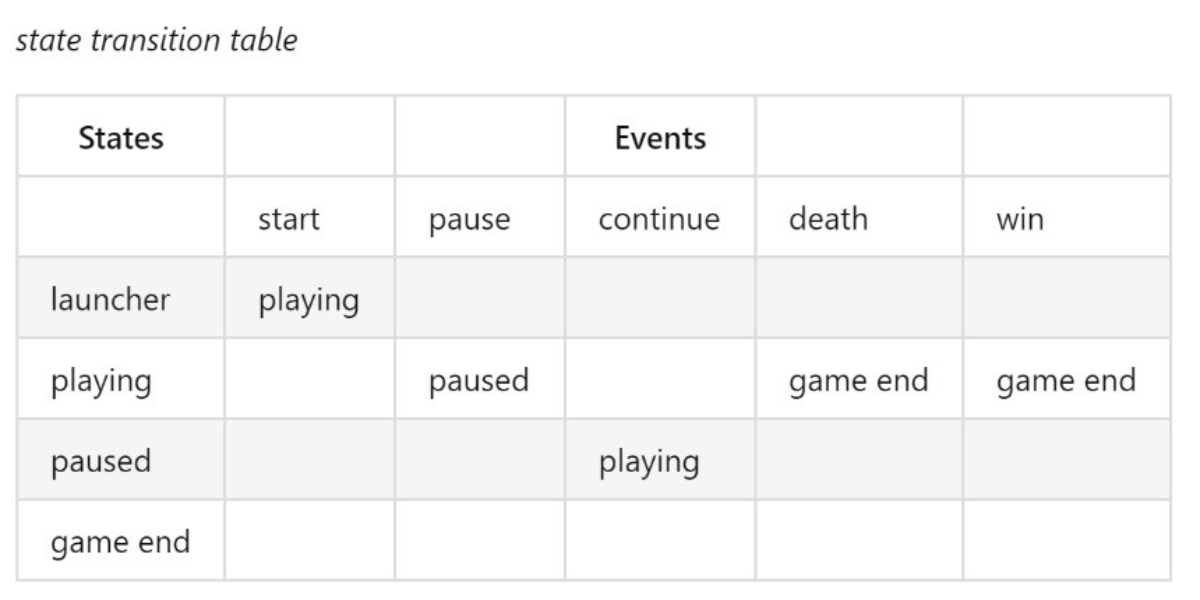 state transition table
States Events
start pause continue death win
launcher playing
playing paused game end game end
paused playing
game end